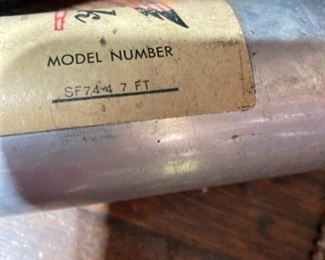 MODEL NUMBER
SF74-4 7 FT